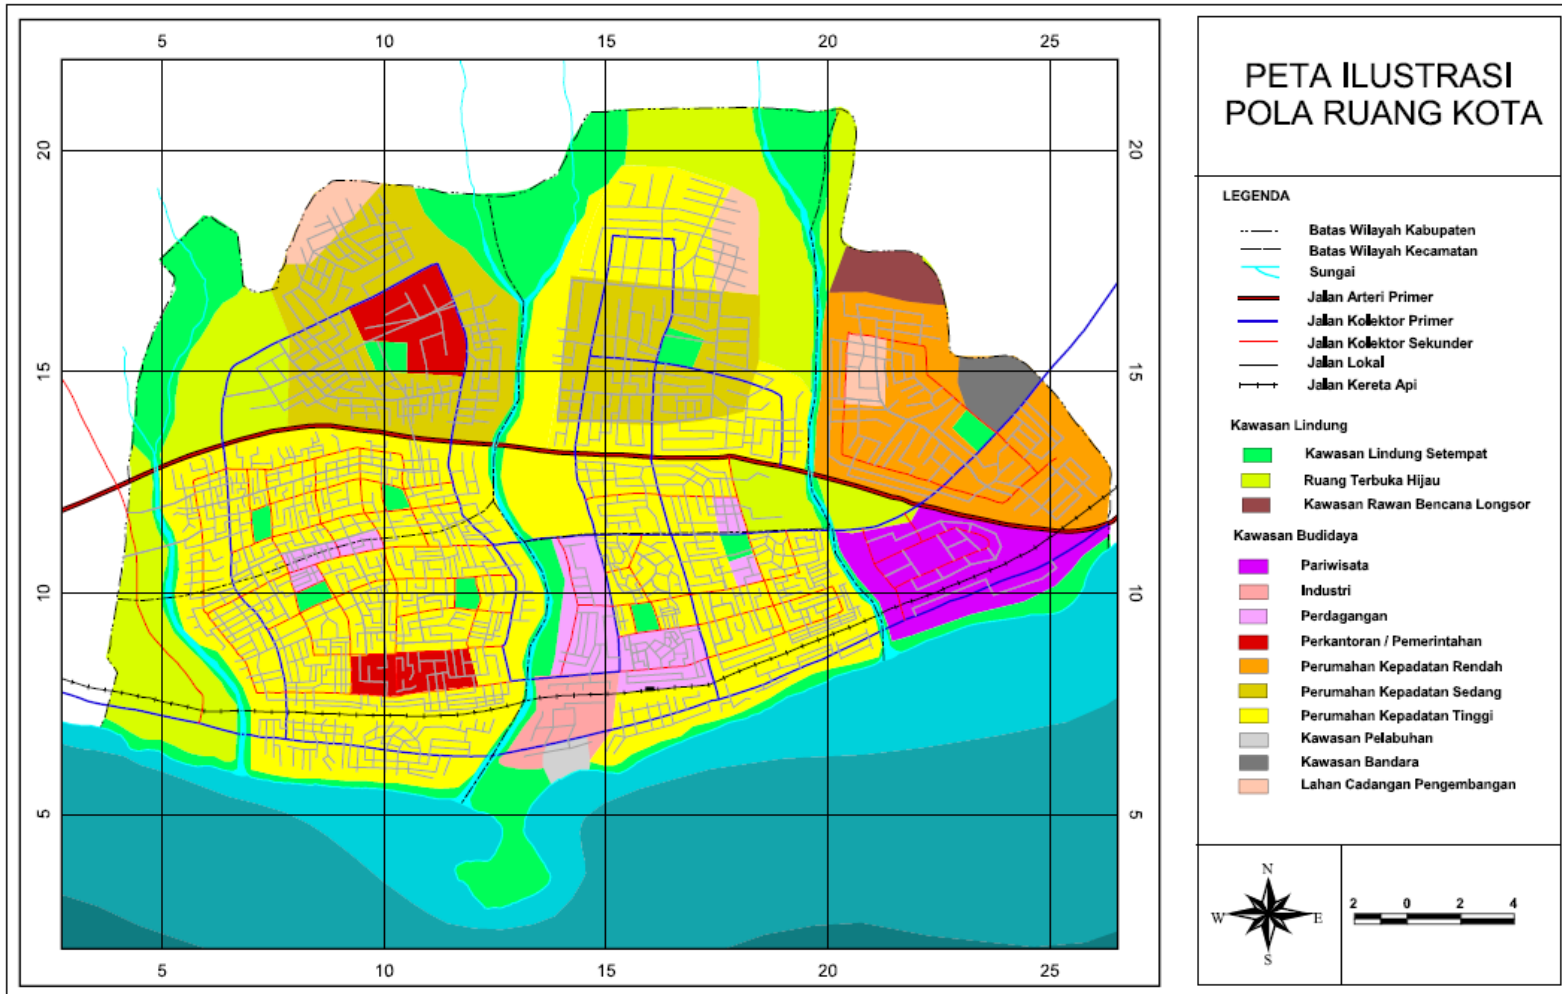 5 10 15 20 25
20 20
15 15
10 10
5 5
5 10 15 20 25
PETA ILUSTRASI
POLA RUANG KOTA
LEGENDA
Batas Wilayah Kabupaten
Batas Wilayah Kecamatan
Sungai
Jalan Arteri Primer
Jalan Kolektor Primer
Jalan Kolektor Sekunder
Jalan Lokal
Jalan Kereta Api
Kawasan Lindung
Kawasan Lindung Setempat
Ruang Terbuka Hijau
Kawasan Rawan Bencana Longsor
Kawasan Budidaya
Pariwisata
Industri
Perdagangan
Perkantoran / Pemerintahan
Perumahan Kepadatan Rendah
Perumahan Kepadatan Sedang
Perumahan Kepadatan Tinggi
Kawasan Pelabuhan
Kawasan Bandara
Lahan Cadangan Pengembangan
N
W E
S
2 0 2 4